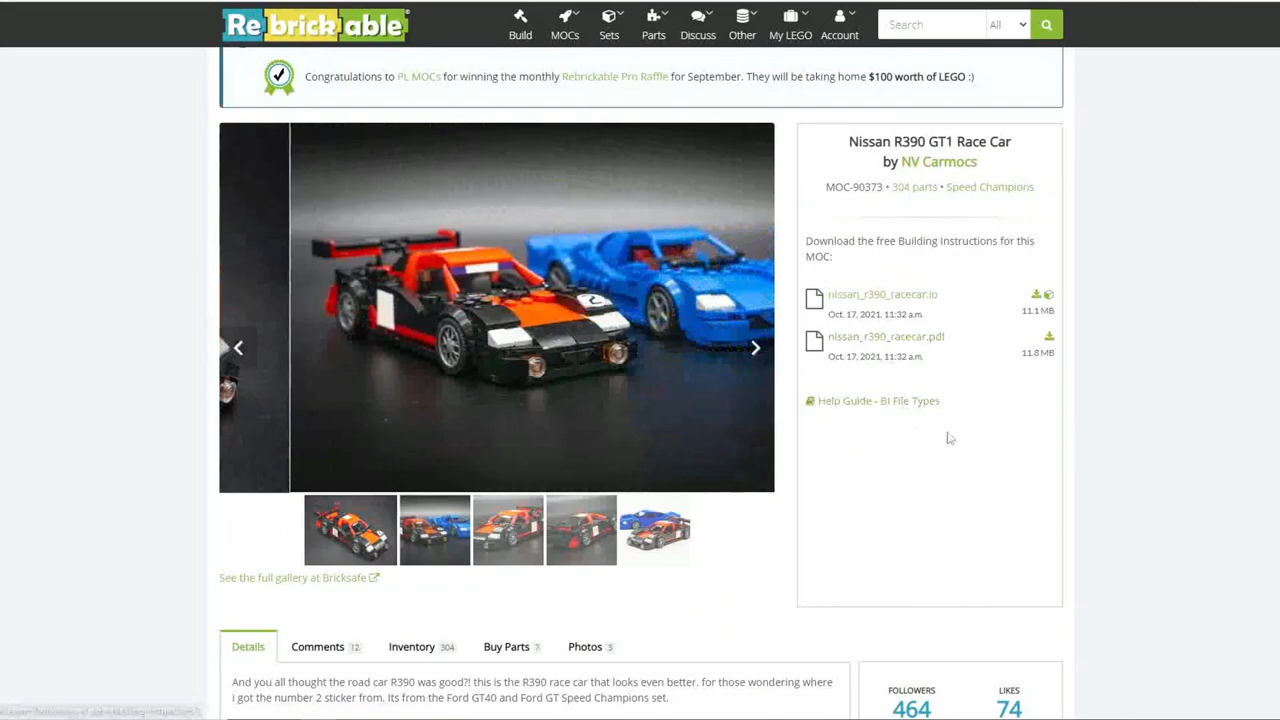 Rebrickable
Build
MOCs
Sets
Parts
Discuss
Other
My LEGO
Account
Search
All
Congratulations to PL MOCs for winning the monthly Rebrickable Pro Raffle for September. They will be taking home $100 worth of LEGO :)
2
Nissan R390 GT1 Race Car
by NV Carmocs
MOC-90373 • 304 parts • Speed Champions
Download the free Building Instructions for this
MOC:
nissan_r390_racecar.io
Oct. 17, 2021, 11:32 a.m.
11.1 MB
nissan_r390_racecar.pdf
Oct. 17, 2021, 11:32 a.m.
11.8 MB
Help Guide - BI File Types
See the full gallery at Bricksafe
Details
Comments 12
Inventory 304
Buy Parts ?
Photos 5
And you all thought the road car R390 was good?! this is the R390 race car that looks even better. for those wondering where
i got the number 2 sticker from. Its from the Ford GT40 and Ford GT Speed Champions set.
FOLLOWERS
464
LIKES
74